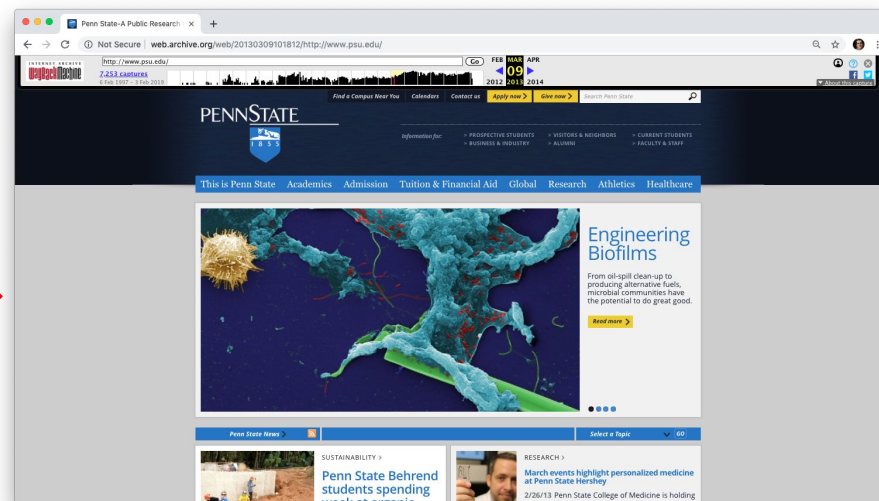 Penn State-A Public Research
Not Secure | web.archive.org/web/20130309101812/http://www.psu.edu/
INTERNET ARCHIVE
WayBackMachine
http://www.psu.edu/
Go
FEB MAR APR
09
2012 2013 2014
7,253 captures
6 Feb 1997 – 3 Feb 2019
About this capture
Find a Campus Near You Calendars Contact us Apply now Give now Search Penn State
PENNSTATE
IBSS
Information for:
> PROSPECTIVE STUDENTS > VISITORS & NEIGHBORS > CURRENT STUDENTS
> BUSINESS & INDUSTRY > ALUMNI > FACULTY & STAFF
This is Penn State Academics Admission Tuition & Financial Aid Global Research Athletics Healthcare
Engineering
Biofilms
From oil-spill clean-up to
producing alternative fuels,
microbial communities have
the potential to do great good.
Read more
Penn State News
Select a Topic GO
SUSTAINABILITY >
Penn State Behrend
students spending
week at organic
RESEARCH >
March events highlight personalized medicine
at Penn State Hershey
2/26/13 Penn State College of Medicine is holding